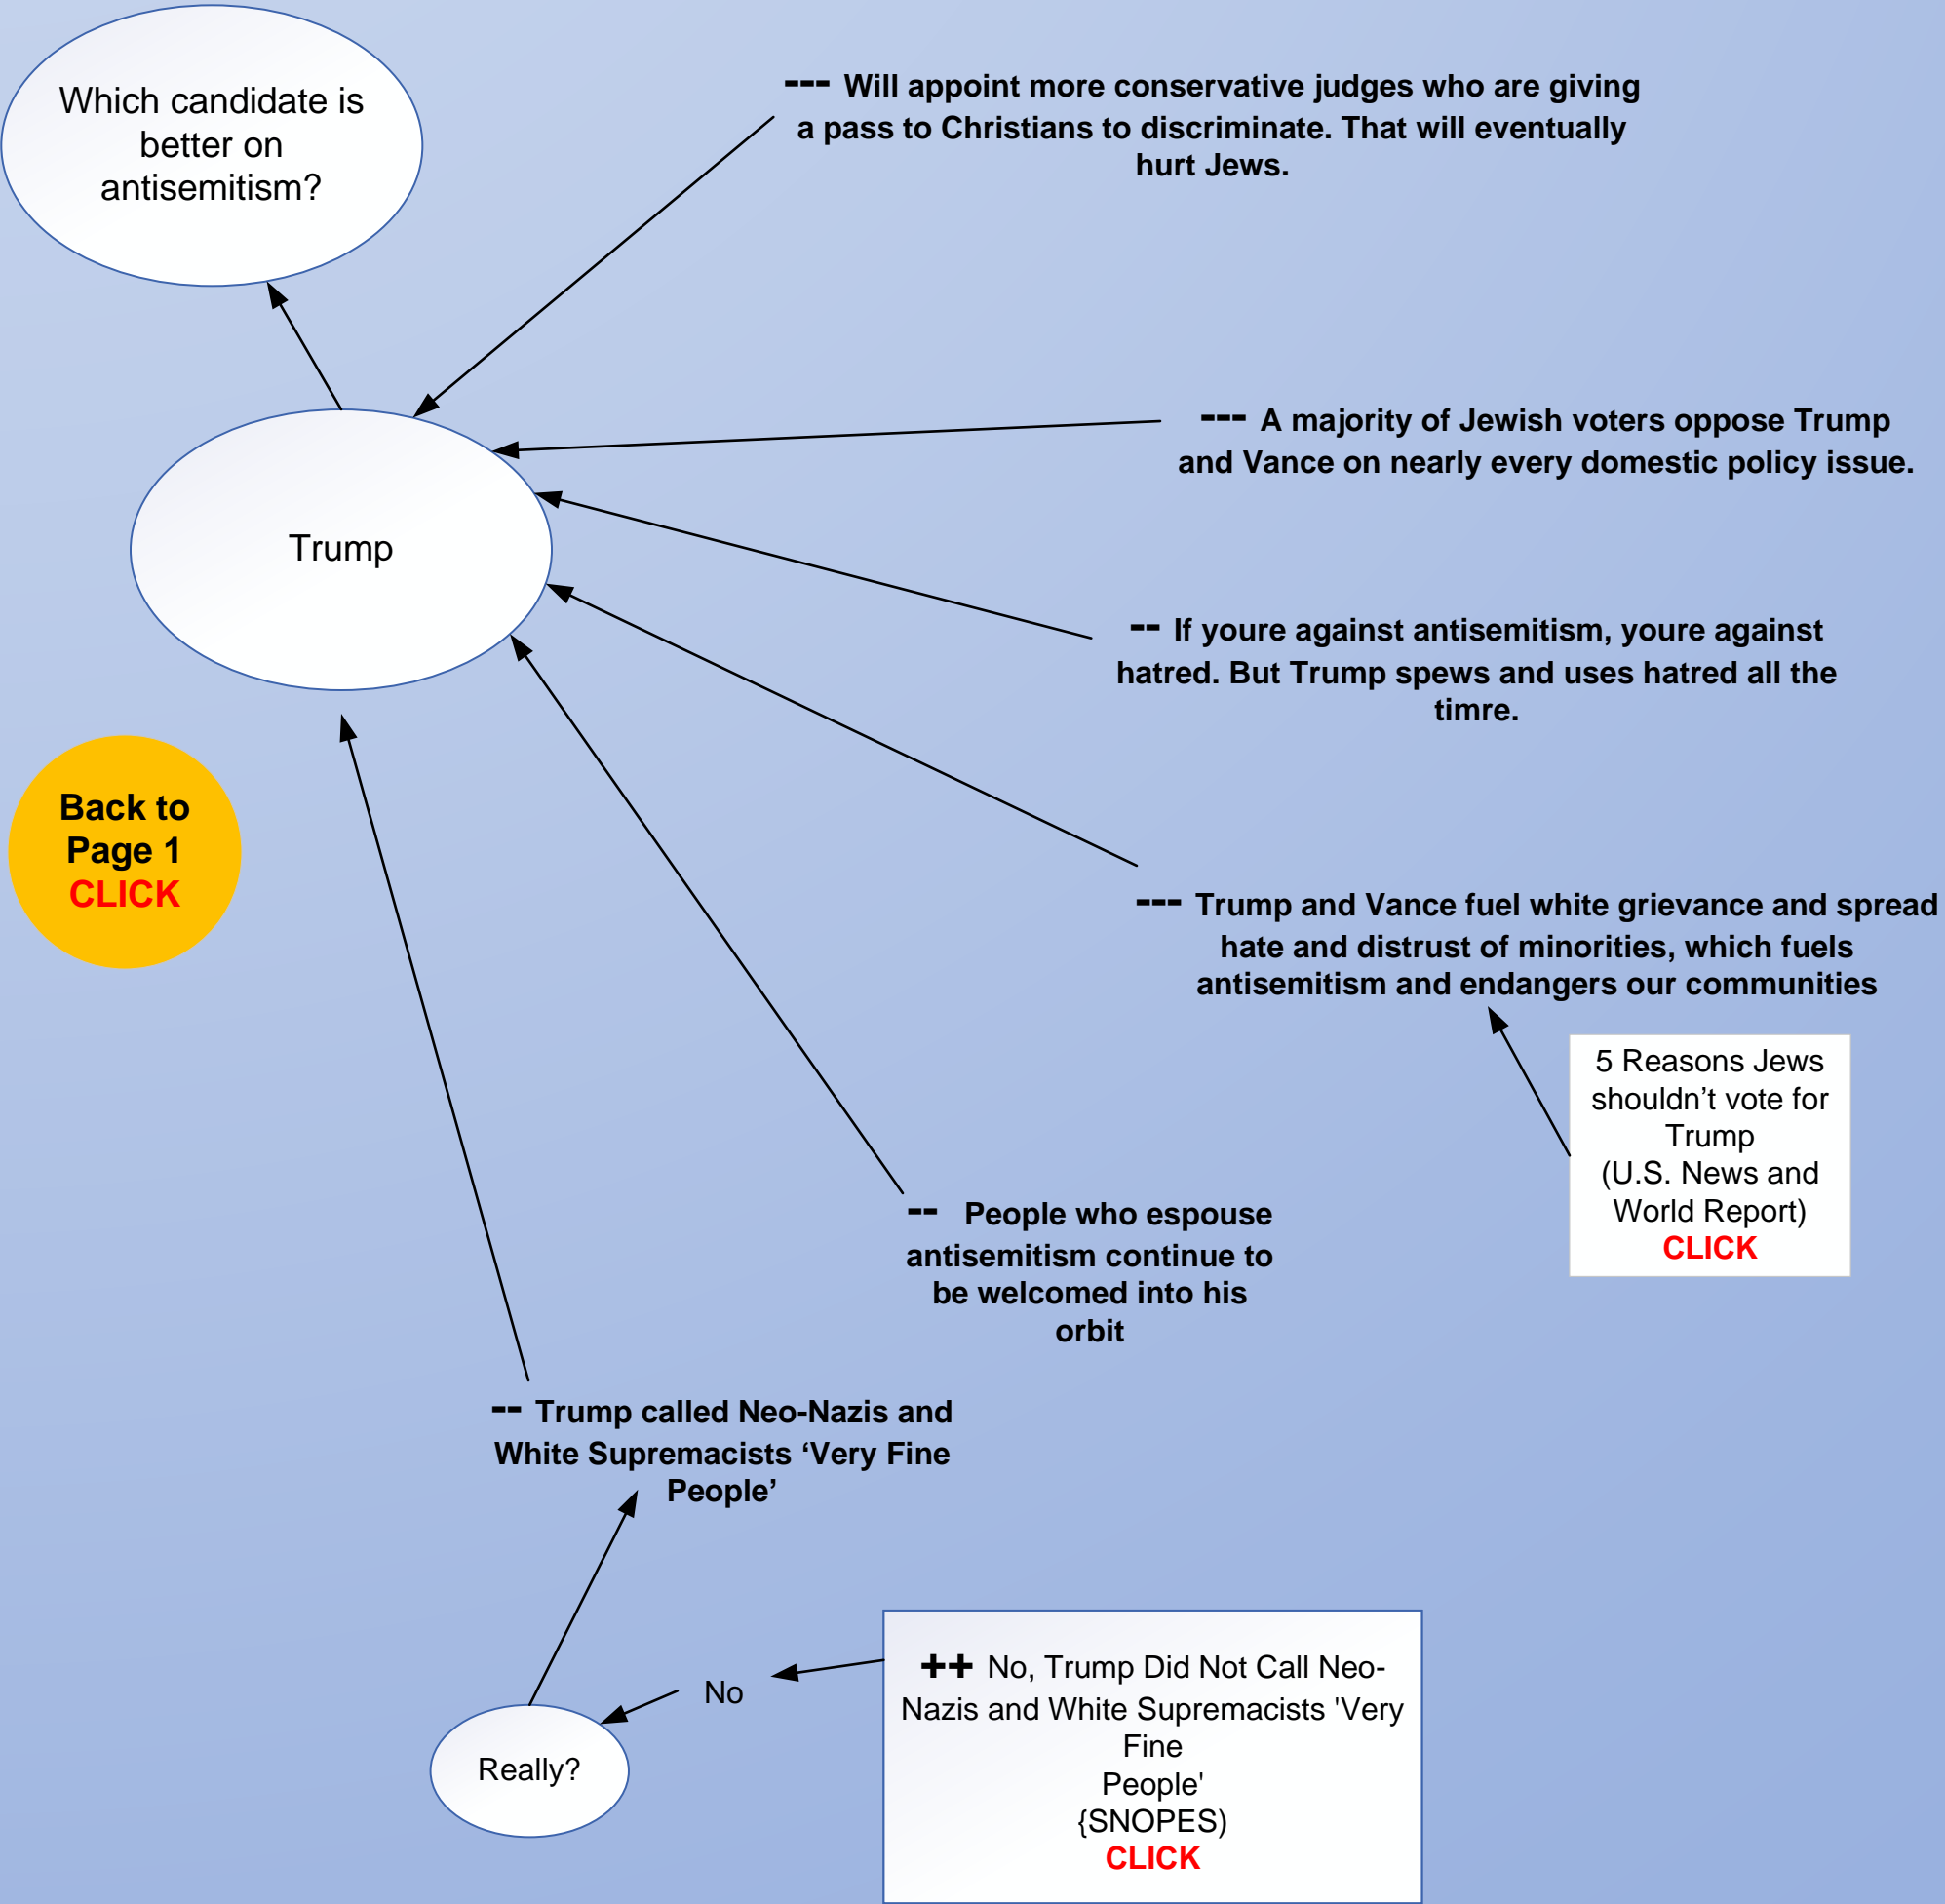 Which candidate is
better on
antisemitism?
--- Will appoint more conservative judges who are giving
a pass to Christians to discriminate. That will eventually
hurt Jews.
--- A majority of Jewish voters oppose Trump
and Vance on nearly every domestic policy issue.
Trump
-- If youre against antisemitism, youre against
hatred. But Trump spews and uses hatred all the
timre.
Back to
Page 1
CLICK
--- Trump and Vance fuel white grievance and spread
hate and distrust of minorities, which fuels
antisemitism and endangers our communities
5 Reasons Jews
shouldn’t vote for
Trump
(U.S. News and
World Report)
CLICK
-- People who espouse
antisemitism continue to
be welcomed into his
orbit
-- Trump called Neo-Nazis and
White Supremacists ‘Very Fine
People’
Really?
No
++ No, Trump Did Not Call Neo-
Nazis and White Supremacists 'Very
Fine
People'
{SNOPES)
CLICK